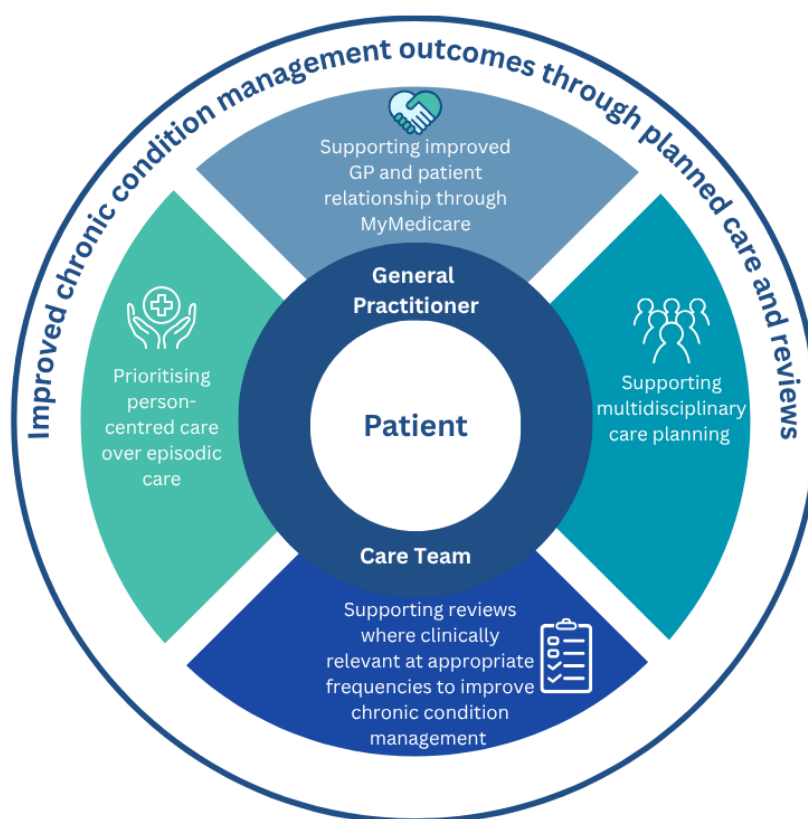 Improved chronic condition management outcomes through planned care and reviews
Supporting improved
GP and patient
relationship through
MyMedicare
General
Practitioner
Prioritising
person-
centred care
over episodic
care
Patient
Supporting
multidisciplinary
care planning
Care Team
Supporting reviews
where clinically
relevant at appropriate
frequencies to improve
chronic condition
management